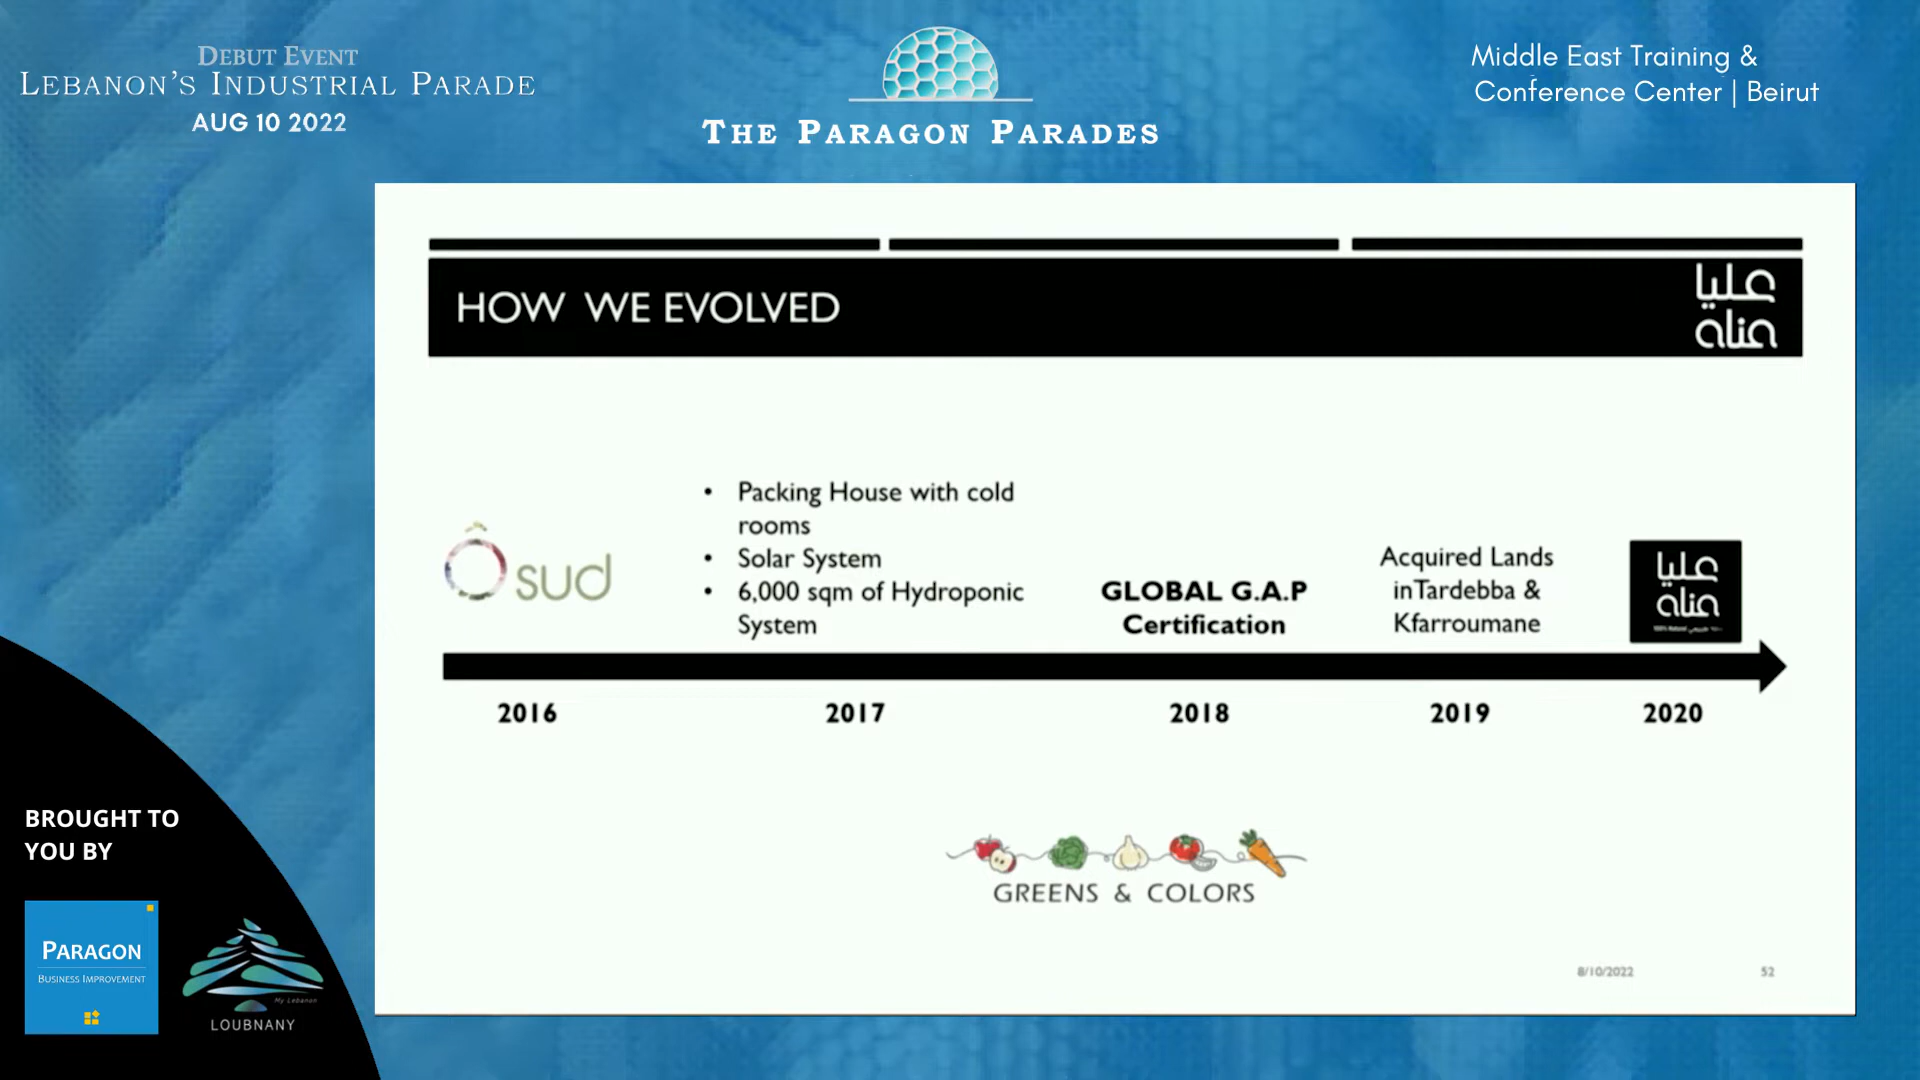 DEBUT EVENT
LEBANON'S INDUSTRIAL PARADE
AUG 10 2022
THE PARAGON PARADES
Middle East Training &
Conference Center | Beirut
HOW WE EVOLVED
عليا
alia
Ô sud
• Packing House with cold
rooms
• Solar System
• 6,000 sqm of Hydroponic
System
GLOBAL G.A.P
Certification
Acquired Lands
inTardebba &
Kfarroumane
عليا
alia
2016
2017
2018
2019
2020
GREENS & COLORS
8/10/2022
52
BROUGHT TO
YOU BY
PARAGON
BUSINESS IMPROVEMENT
My Lebanon
LOUBNANY